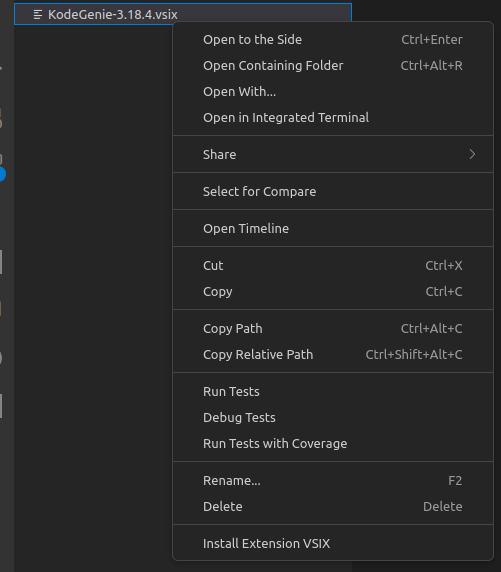 KodeGenie-3.18.4.vsix
Open to the Side Ctrl+Enter
Open Containing Folder Ctrl+Alt+R
Open With...
Open in Integrated Terminal
Share
Select for Compare
Open Timeline
Cut Ctrl+X
Copy Ctrl+C
Copy Path Ctrl+Alt+C
Copy Relative Path Ctrl+Shift+Alt+C
Run Tests
Debug Tests
Run Tests with Coverage
Rename... F2
Delete Delete
Install Extension VSIX